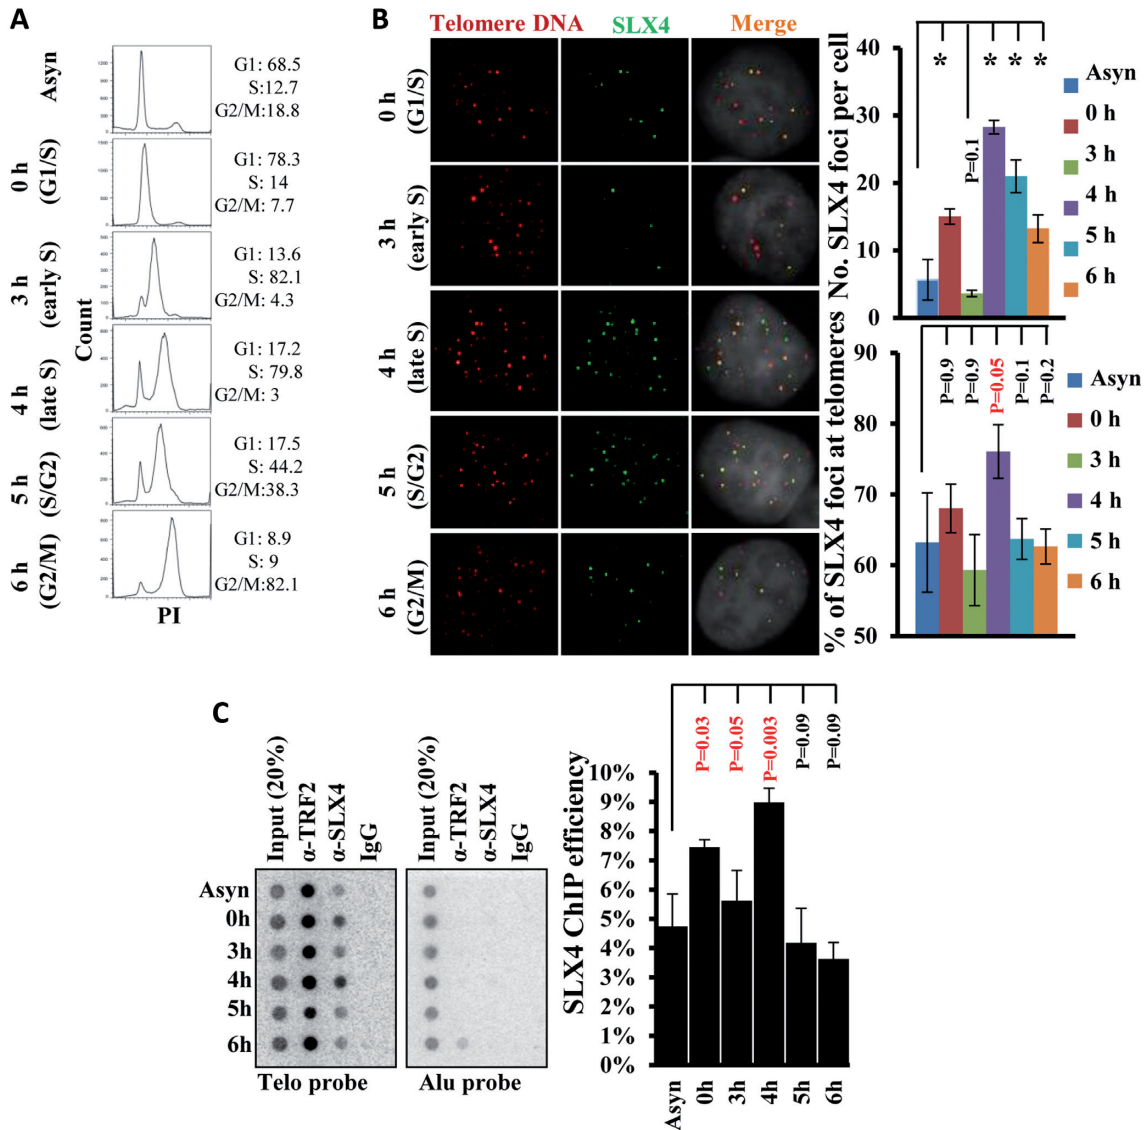 A
Asyn
0 h
(G1/S)
3 h
(early S)
4 h
(late S)
5 h
(S/G2)
6 h
(G2/M)
Count
PI
G1: 68.5
S:12.7
G2/M:18.8
G1: 78.3
S: 14
G2/M: 7.7
G1: 13.6
S: 82.1
G2/M: 4.3
G1: 17.2
S: 79.8
G2/M: 3
G1: 17.5
S: 44.2
G2/M:38.3
G1: 8.9
S: 9
G2/M:82.1
B
Telomere DNA
SLX4
Merge
0 h
(G1/S)
3 h
(early S)
4 h
(late S)
5 h
(S/G2)
6 h
(G2/M)
No. SLX4 foci per cell
40
30
20
10
0
*
P=0.1
*
*
*
Asyn
0 h
3 h
4 h
5 h
6 h
% of SLX4 foci at telomeres
90
80
70
60
50
P=0.9
P=0.9
P=0.05
P=0.1
P=0.2
Asyn
0 h
3 h
4 h
5 h
6 h
C
Input (20%)
α-TRF2
α-SLX4
IgG
Input (20%)
α-TRF2
α-SLX4
IgG
Asyn
0h
3h
4h
5h
6h
Telo probe
Alu probe
SLX4 ChIP efficiency
10%
9%
8%
7%
6%
5%
4%
3%
2%
1%
0%
P=0.03
P=0.05
P=0.003
P=0.09
P=0.09
Asyn
0h
3h
4h
5h
6h